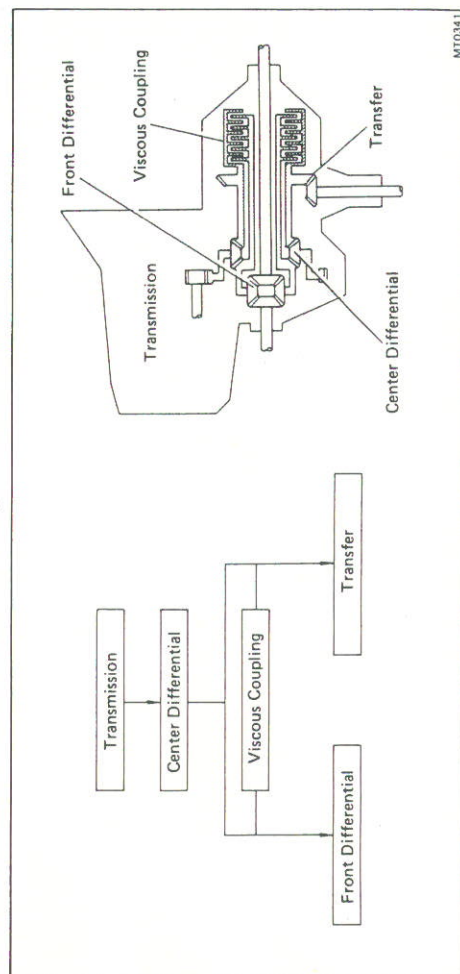 Transmission
Center Differential
Viscous Coupling
Front Differential
Transfer
Front Differential
Viscous Coupling
Transmission
Transfer
Center Differential
MT0341